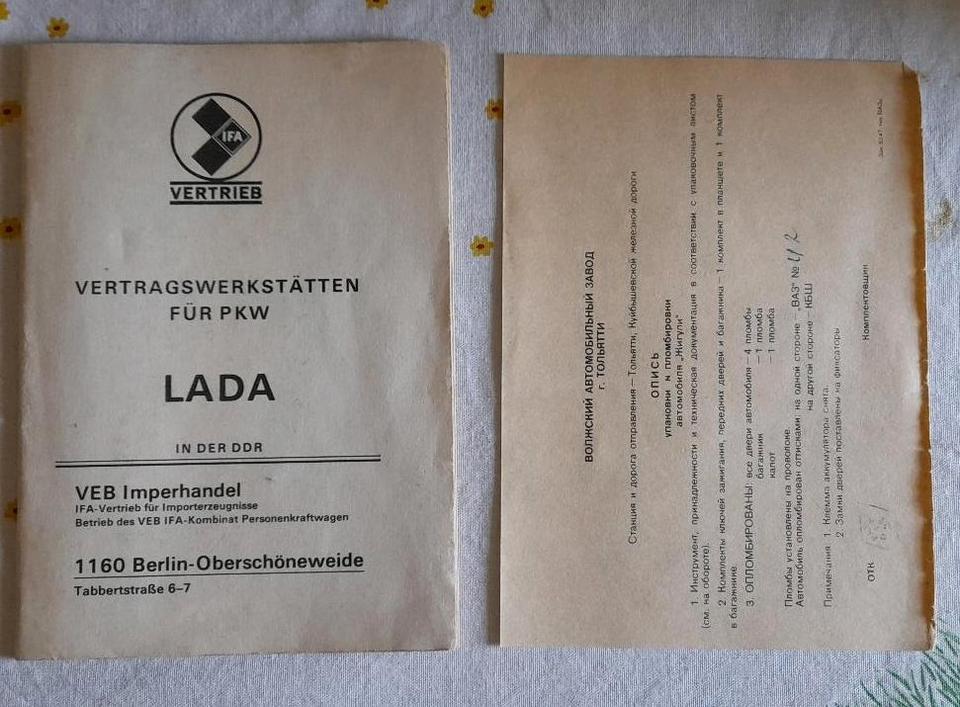 IFA
VERTRIEB
VERTRAGSWERKSTÄTTEN
FÜR PKW
LADA
IN DER DDR
VEB Imperhandel
IFA-Vertrieb für Importerzeugnisse
Betrieb des VEB IFA-Kombinat Personenkraftwagen
1160 Berlin-Oberschöneweide
Tabbertstraße 6–7
ВОЛЖСКИЙ АВТОМОБИЛЬНЫЙ ЗАВОД
г. ТОЛЬЯТТИ
Станция и дорога отправления — Тольятти, Куйбышевской железной дороги
ОПИСЬ
упаковки и пломбировки
автомобиля „Жигули"
1. Инструмент, принадлежности и техническая документация в соответствии с упаковочным листом
(см. на обороте).
2. Комплекты ключей зажигания, передних дверей и багажника — 1 комплект в планшете и 1 комплект
в багажнике.
3. ОПЛОМБИРОВАНЫ: все двери автомобиля — 4 пломбы
багажник — 1 пломба
капот — 1 пломба
Пломбы установлены на проволоке.
Автомобиль опломбирован оттисками: на одной стороне — „ВАЗ" №
на другой стороне — КБШ
Примечания 1. Клемма аккумулятора снята.
2. Замки дверей поставлены на фиксаторы
ОТК Комплектовщик